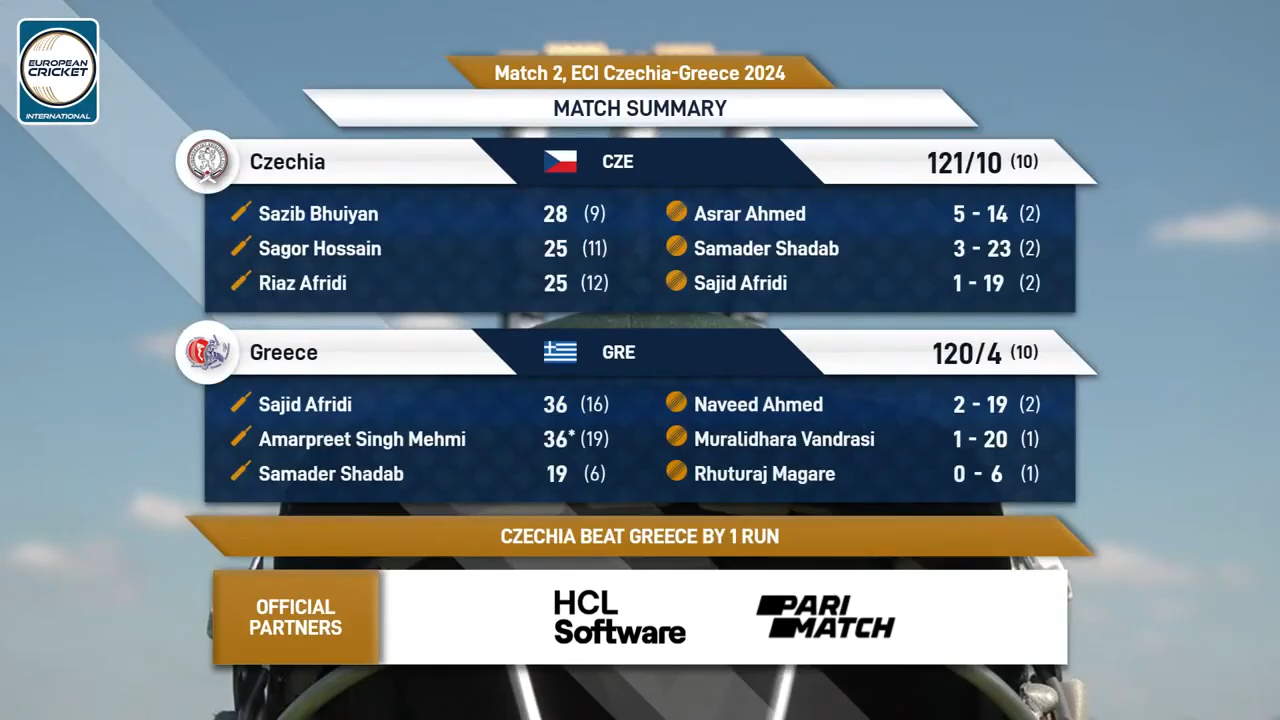 EUROPEAN
CRICKET
INTERNATIONAL
Match 2, ECI Czechia-Greece 2024
MATCH SUMMARY
Czechia CZE 121/10 (10)
Sazib Bhuiyan 28 (9) Asrar Ahmed 5 - 14 (2)
Sagor Hossain 25 (11) Samader Shadab 3 - 23 (2)
Riaz Afridi 25 (12) Sajid Afridi 1 - 19 (2)
Greece GRE 120/4 (10)
Sajid Afridi 36 (16) Naveed Ahmed 2 - 19 (2)
Amarpreet Singh Mehmi 36* (19) Muralidhara Vandrasi 1 - 20 (1)
Samader Shadab 19 (6) Rhuturaj Magare 0 - 6 (1)
CZECHIA BEAT GREECE BY 1 RUN
OFFICIAL
PARTNERS
HCL
Software
PARI
MATCH